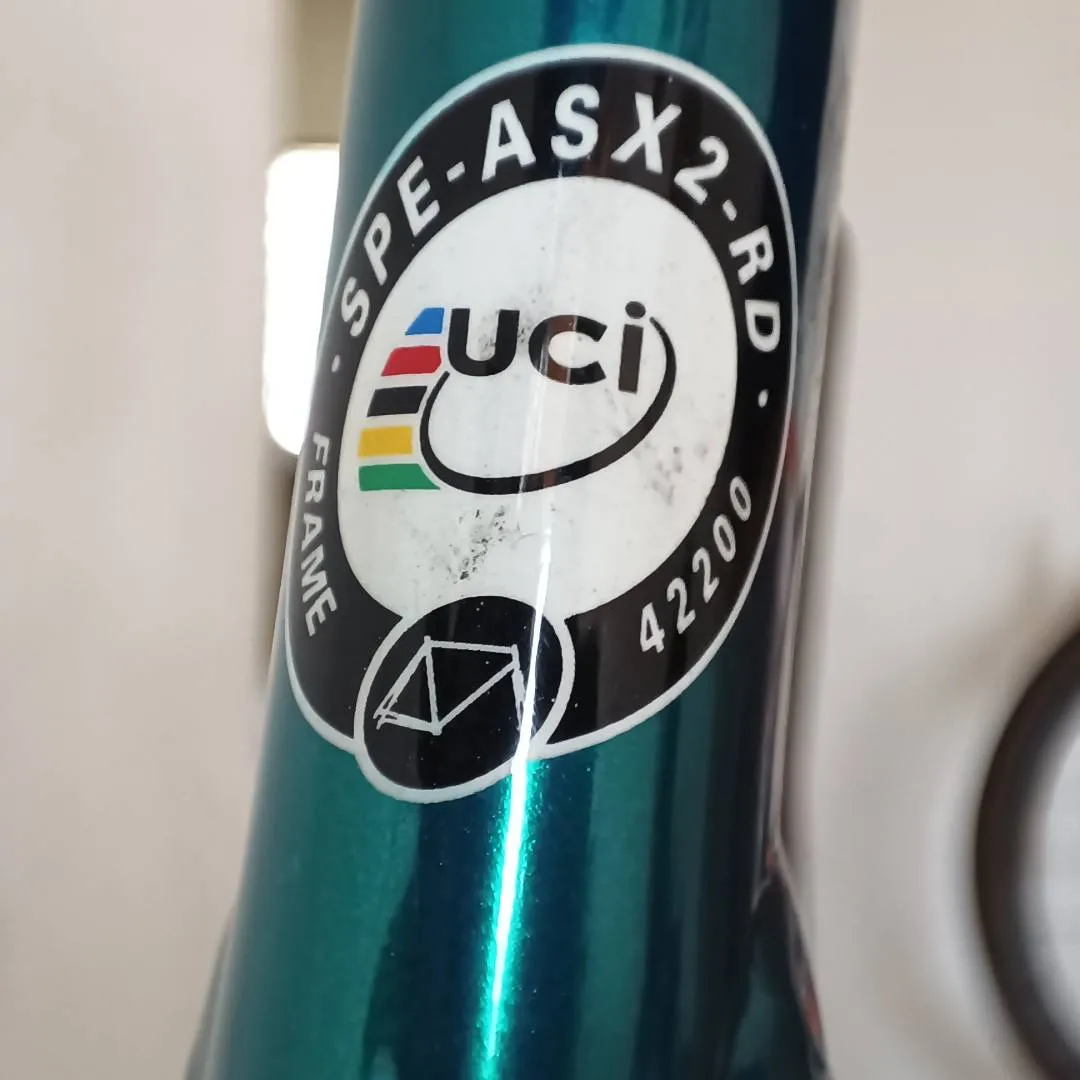 · SPE-ASX2-RD ·
uci
FRAME
42200